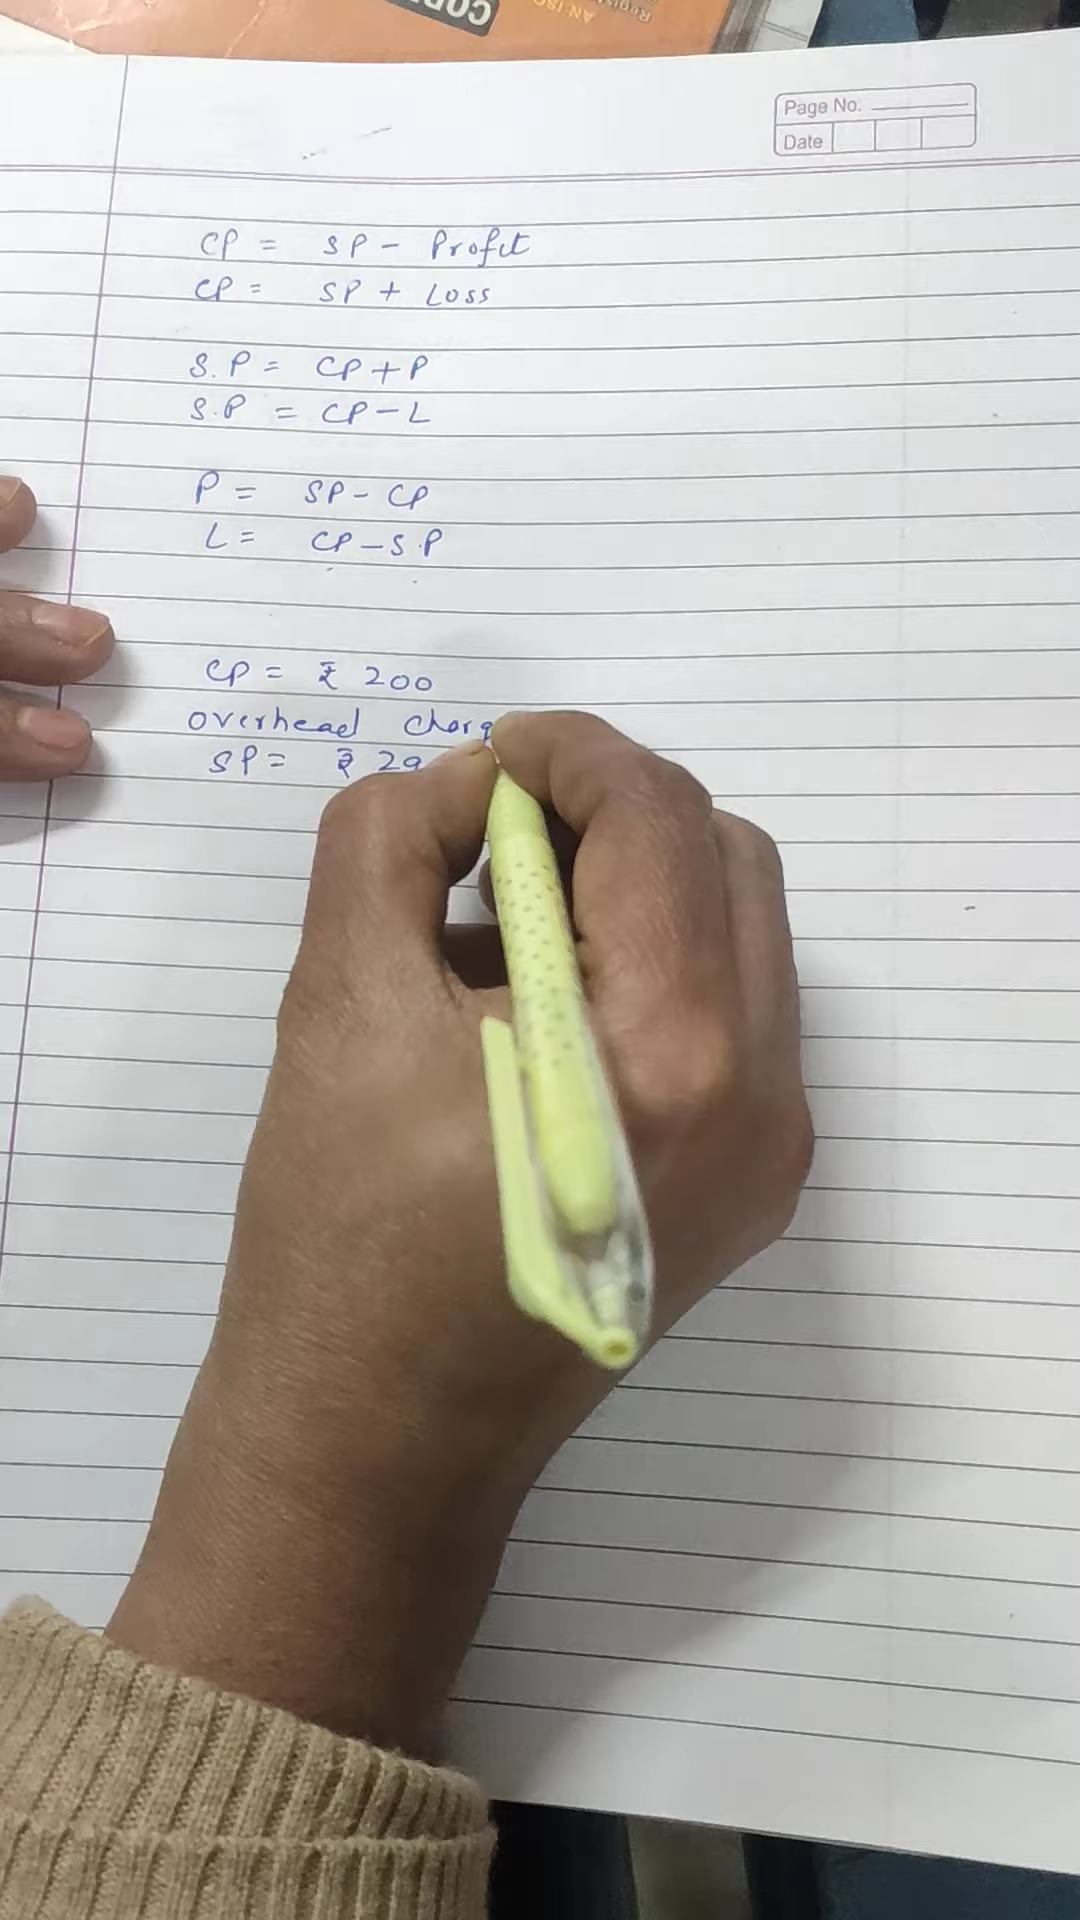 Page No.
Date
CP = SP - Profit
CP = SP + Loss
S.P = CP + P
S.P = CP - L
P = SP - CP
L = CP - S.P
CP = ₹ 200
overhead
SP = ₹